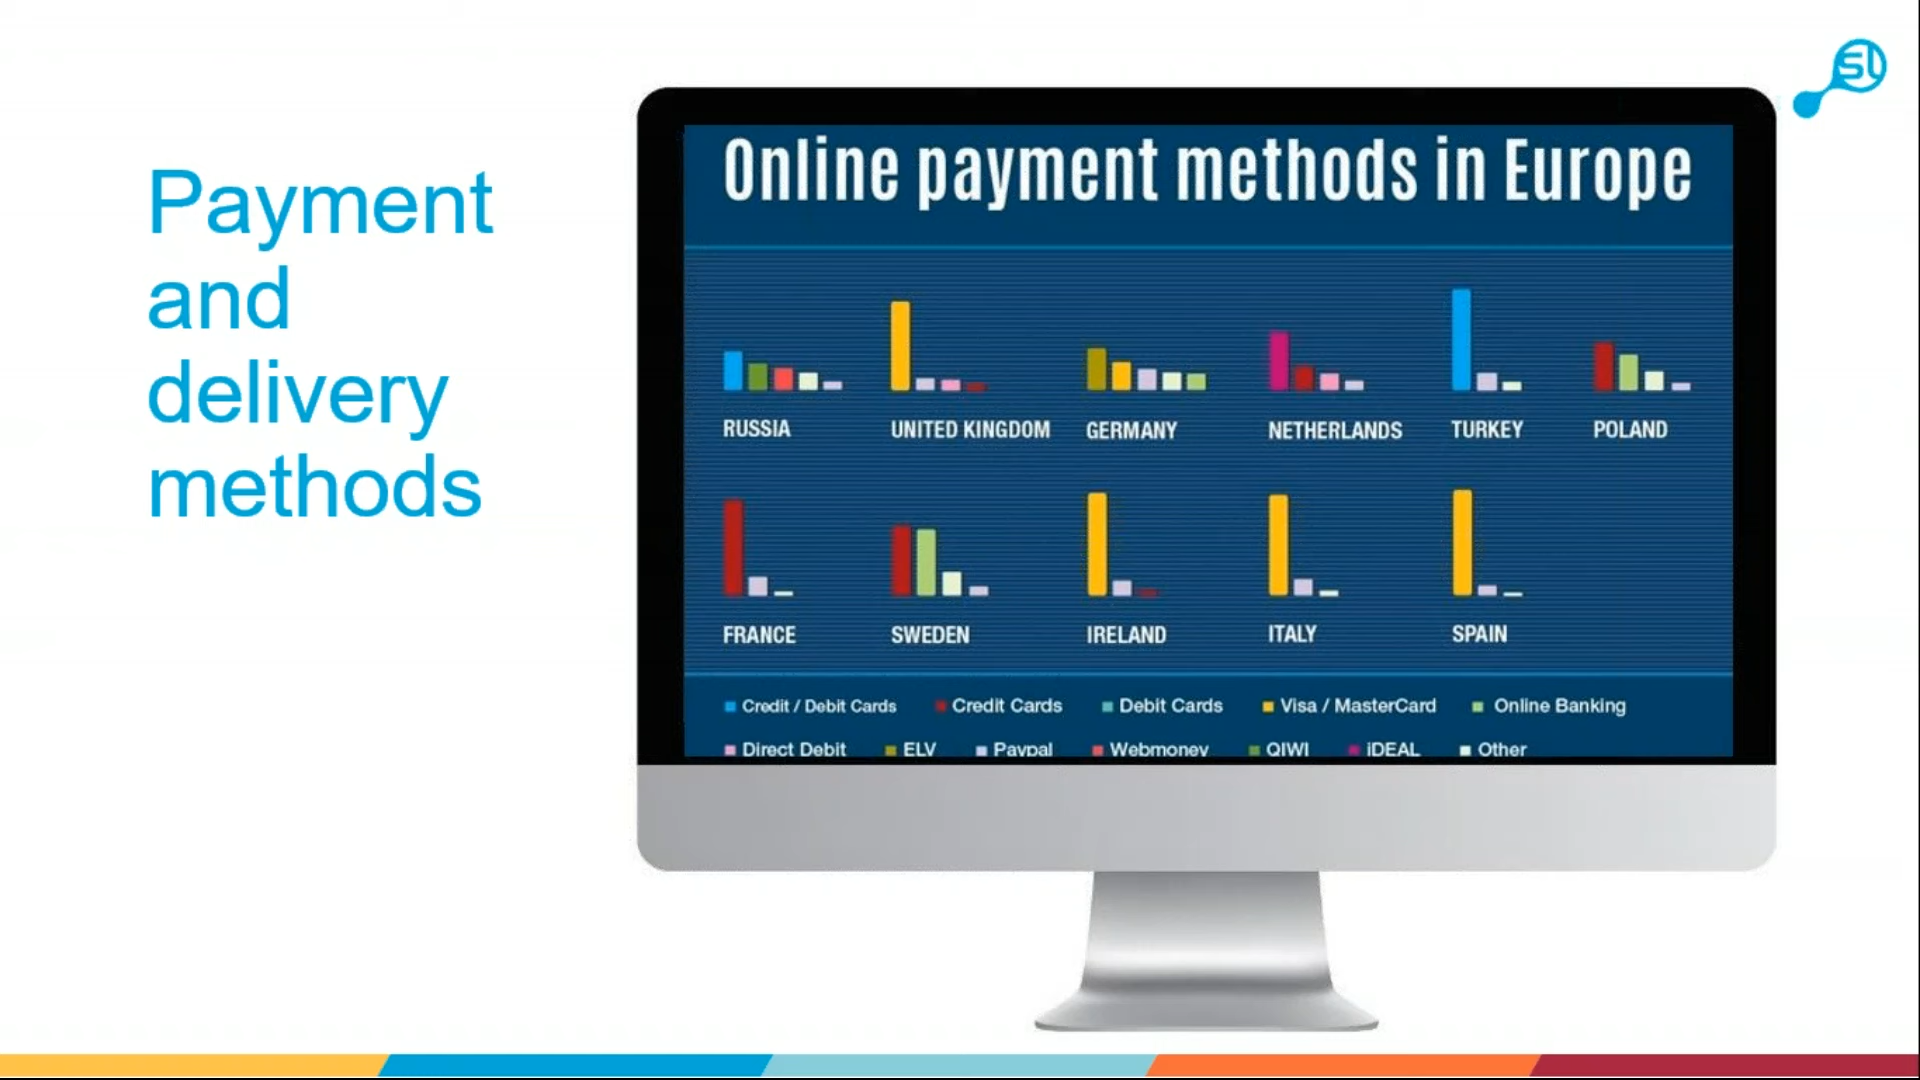 SL
Payment
and
delivery
methods
Online payment methods in Europe
RUSSIA UNITED KINGDOM GERMANY NETHERLANDS TURKEY POLAND
FRANCE SWEDEN IRELAND ITALY SPAIN
Credit / Debit Cards Credit Cards Debit Cards Visa / MasterCard Online Banking
Direct Debit ELV Paypal Webmoney QIWI iDEAL Other